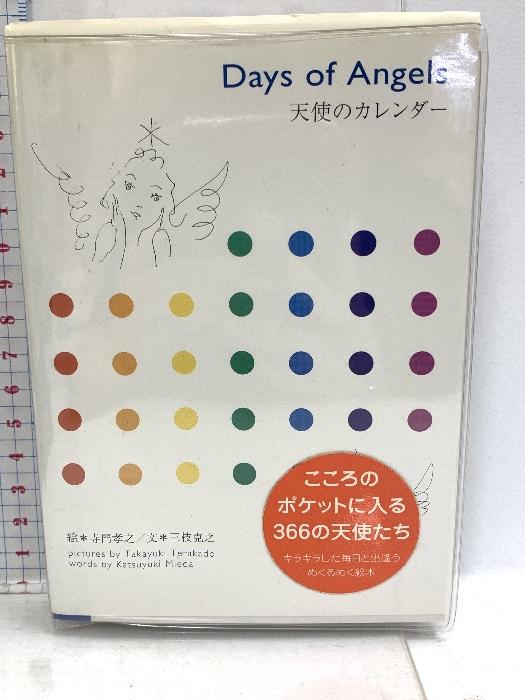 Days of Angels
天使のカレンダー
こころの
ポケットに入る
366の天使たち
キラキラした毎日と出逢う
めくるめく絵本
絵＊寺門孝之／文＊三枝克之
pictures by Takayuki Terakado
words by Katsuyuki Mieda